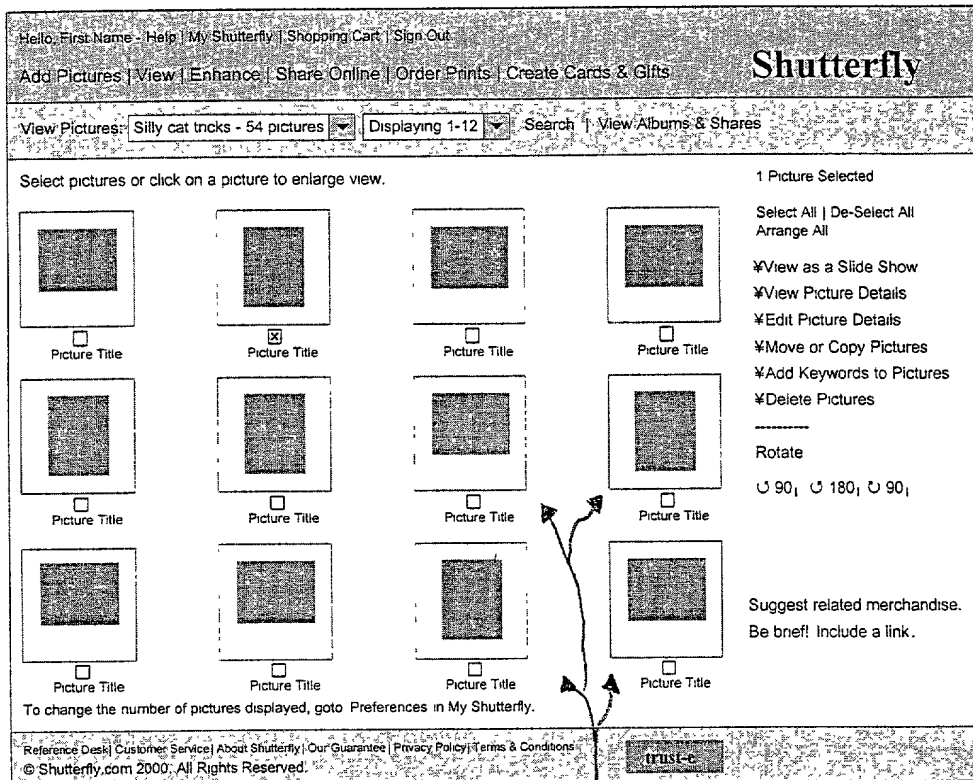 Hello, First Name - Help | My Shutterfly | Shopping Cart | Sign Out
Add Pictures | View | Enhance | Share Online | Order Prints | Create Cards & Gifts
Shutterfly
View Pictures: Silly cat tricks - 54 pictures Displaying 1-12 Search | View Albums & Shares
Select pictures or click on a picture to enlarge view.
1 Picture Selected
Select All | De-Select All
Arrange All
¥View as a Slide Show
¥View Picture Details
¥Edit Picture Details
¥Move or Copy Pictures
¥Add Keywords to Pictures
¥Delete Pictures
----------
Rotate
↺ 90¡ ↺ 180¡ ↻ 90¡
Picture Title Picture Title Picture Title Picture Title
Picture Title Picture Title Picture Title Picture Title
Picture Title Picture Title Picture Title Picture Title
Suggest related merchandise.
Be brief! Include a link.
To change the number of pictures displayed, goto Preferences in My Shutterfly.
Reference Desk| Customer Service| About Shutterfly| Our Guarantee| Privacy Policy| Terms & Conditions
© Shutterfly.com 2000, All Rights Reserved.
trust-e